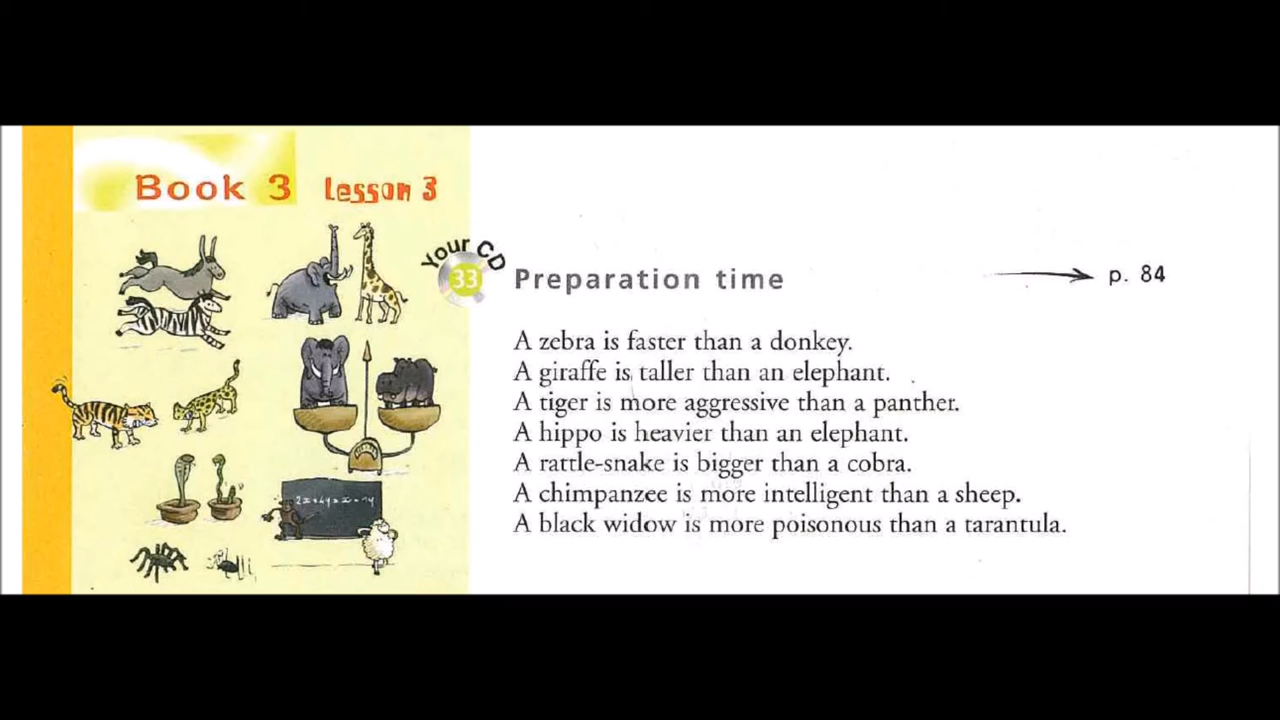 Book 3 Lesson 3
Your CD
33
Preparation time
p. 84
A zebra is faster than a donkey.
A giraffe is taller than an elephant.
A tiger is more aggressive than a panther.
A hippo is heavier than an elephant.
A rattle-snake is bigger than a cobra.
A chimpanzee is more intelligent than a sheep.
A black widow is more poisonous than a tarantula.